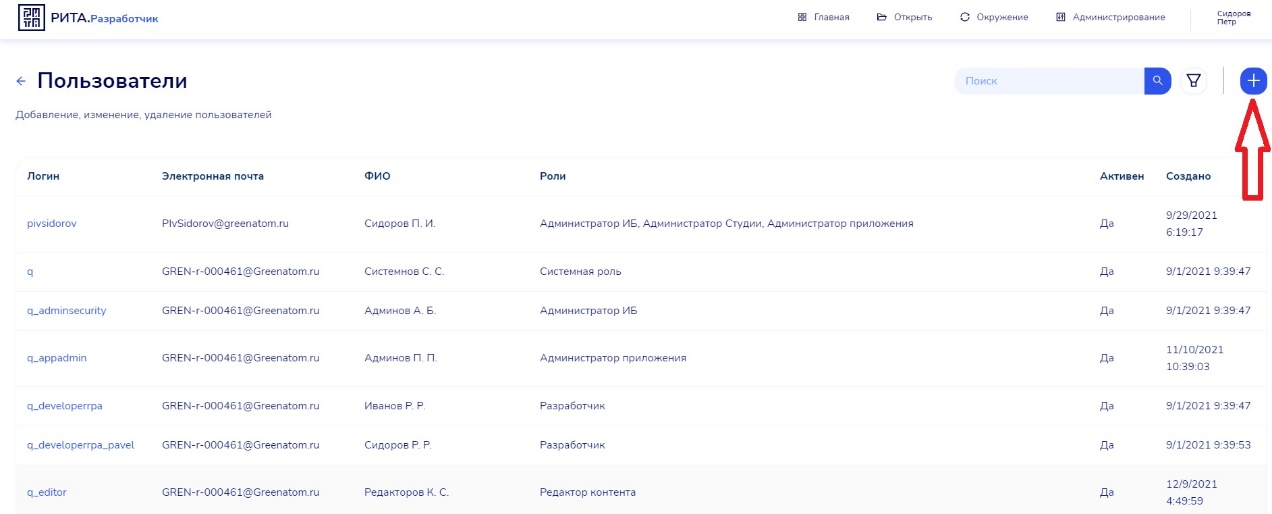 РИТА.Разработчик
Главная
Открыть
Окружение
Администрирование
Сидоров
Петр
Пользователи
Поиск
Добавление, изменение, удаление пользователей
Логин Электронная почта ФИО Роли Активен Создано
pivsidorov PIvSidorov@greenatom.ru Сидоров П. И. Администратор ИБ, Администратор Студии, Администратор приложения Да 9/29/2021
6:19:17
q GREN-r-000461@Greenatom.ru Системнов С. С. Системная роль Да 9/1/2021 9:39:47
q_adminsecurity GREN-r-000461@Greenatom.ru Админов А. Б. Администратор ИБ Да 9/1/2021 9:39:47
q_appadmin GREN-r-000461@Greenatom.ru Админов П. П. Администратор приложения Да 11/10/2021
10:39:03
q_developerrpa GREN-r-000461@Greenatom.ru Иванов Р. Р. Разработчик Да 9/1/2021 9:39:47
q_developerrpa_pavel GREN-r-000461@Greenatom.ru Сидоров Р. Р. Разработчик Да 9/1/2021 9:39:53
q_editor GREN-r-000461@Greenatom.ru Редакторов К. С. Редактор контента Да 12/9/2021
4:49:59